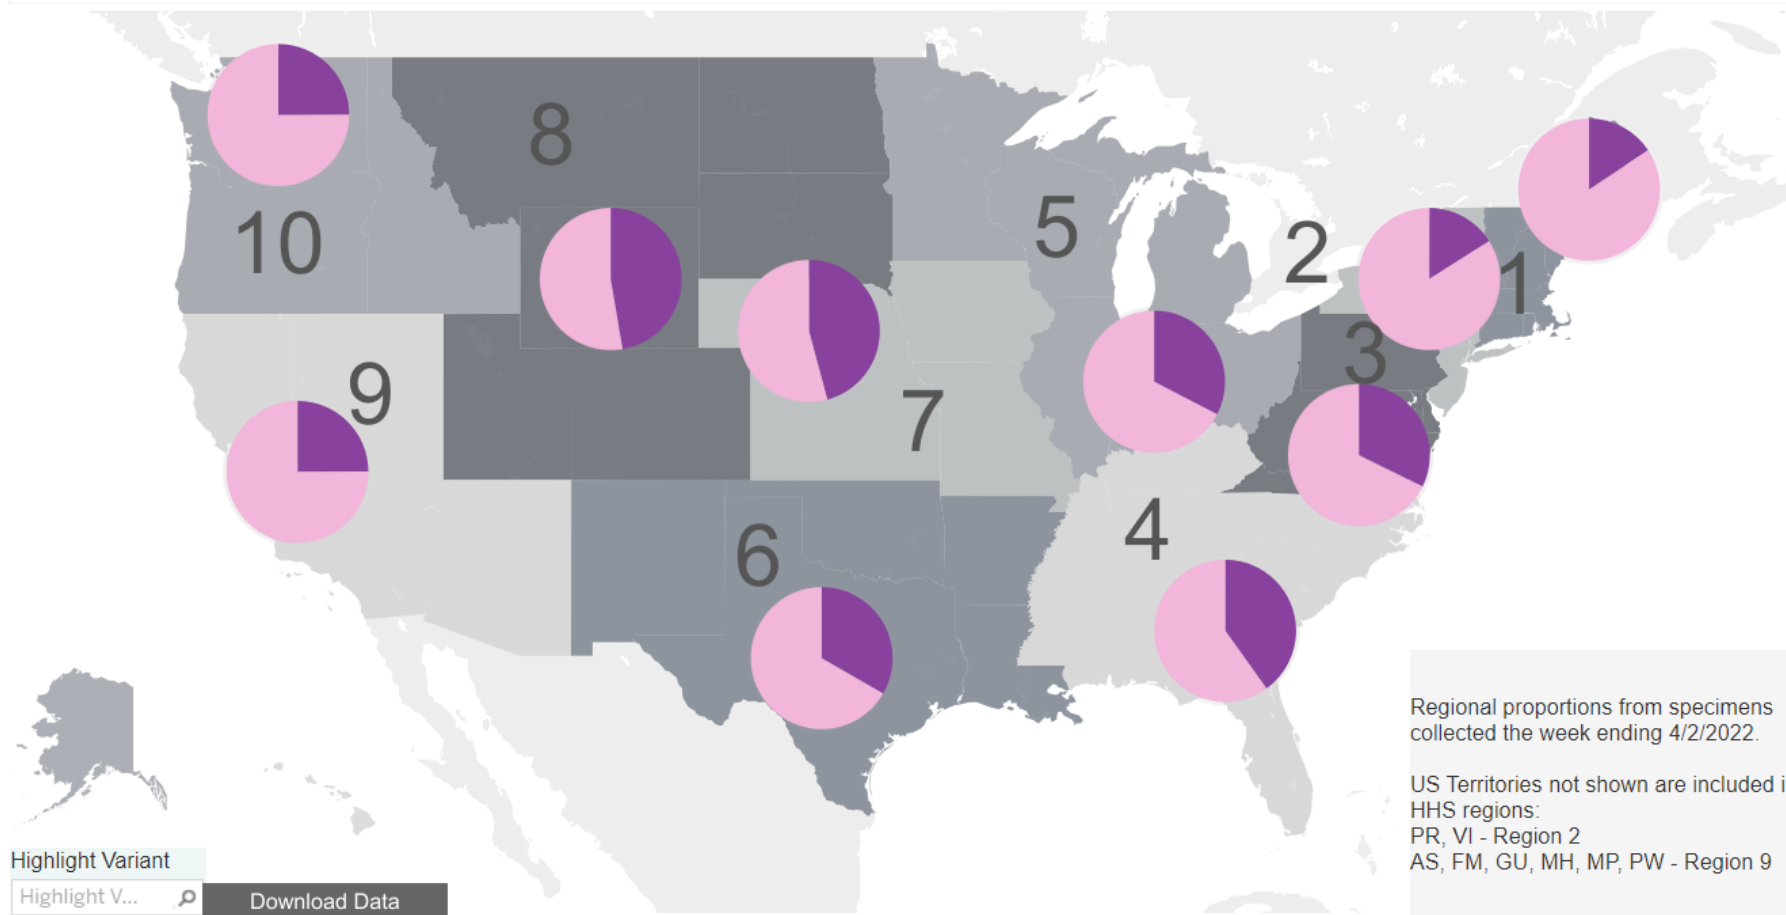 8
10
5
2
1
3
9
7
4
6
Regional proportions from specimens
collected the week ending 4/2/2022.
US Territories not shown are included i
HHS regions:
PR, VI - Region 2
AS, FM, GU, MH, MP, PW - Region 9
Highlight Variant
Highlight V...
Download Data